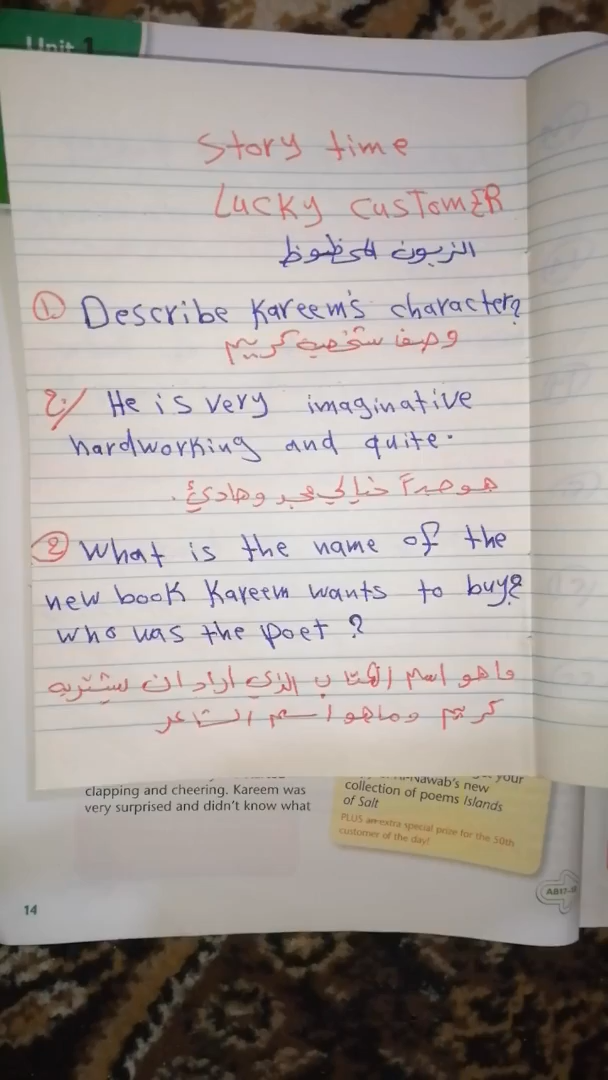 Unit 1
Story time
Lucky CUSTOMER
الزبون المحظوظ
① Describe Kareem's character?
وصف شخصية كريم
ج/ He is very imaginative
hardworking and quite.
هو جداً خيالي مجد وهادئ.
② What is the name of the
new book Kareem wants to buy?
who was the poet ?
ما هو اسم الكتاب الذي اراد ان يشتريه
كريم وماهو اسم الشاعر
clapping and cheering. Kareem was
very surprised and didn't know what
your
Nawab's new
collection of poems Islands
of Salt
PLUS an extra special prize for the 50th
customer of the day!
14